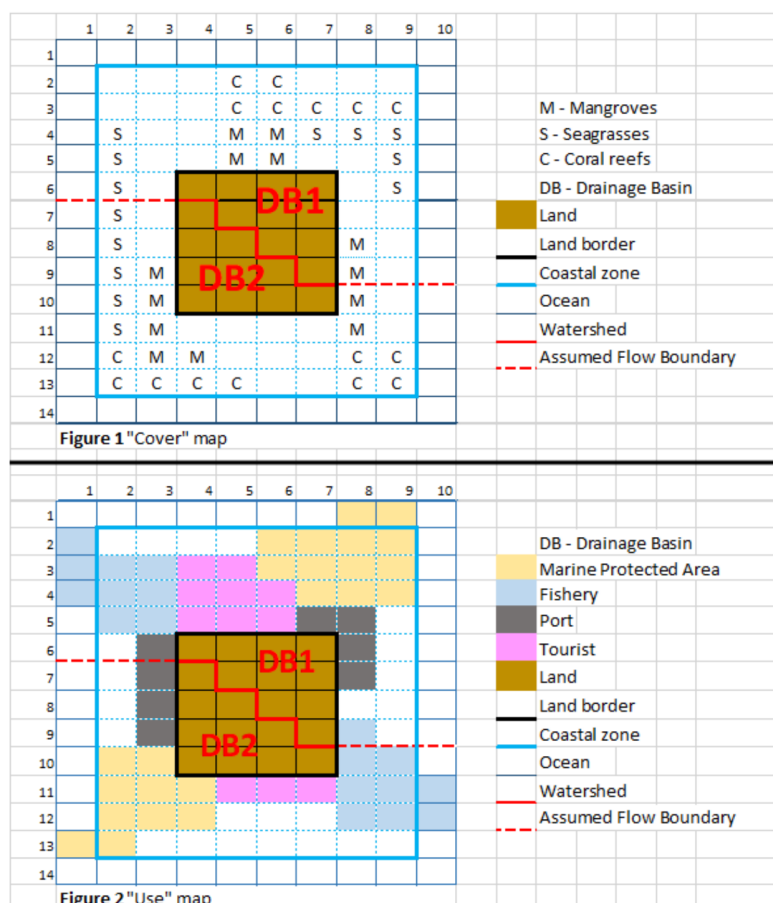 1 2 3 4 5 6 7 8 9 10
1
2 C C
3 C C C C C M - Mangroves
4 S M M S S S S - Seagrasses
5 S M M S C - Coral reefs
6 S DB1 S DB - Drainage Basin
7 S Land
8 S M Land border
9 S M DB2 M Coastal zone
10 S M M Ocean
11 S M M Watershed
12 C M M C C Assumed Flow Boundary
13 C C C C C C
14
Figure 1 "Cover" map
1 2 3 4 5 6 7 8 9 10
1
2 DB - Drainage Basin
3 Marine Protected Area
4 Fishery
5 Port
6 DB1 Tourist
7 Land
8 Land border
9 DB2 Coastal zone
10 Ocean
11 Watershed
12 Assumed Flow Boundary
13
14
Figure 2 "Use" map